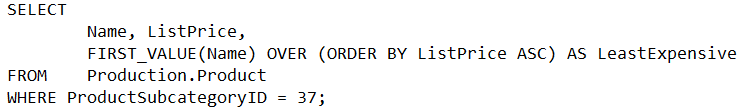 SELECT
Name, ListPrice,
FIRST_VALUE(Name) OVER (ORDER BY ListPrice ASC) AS LeastExpensive
FROM Production.Product
WHERE ProductSubcategoryID = 37;